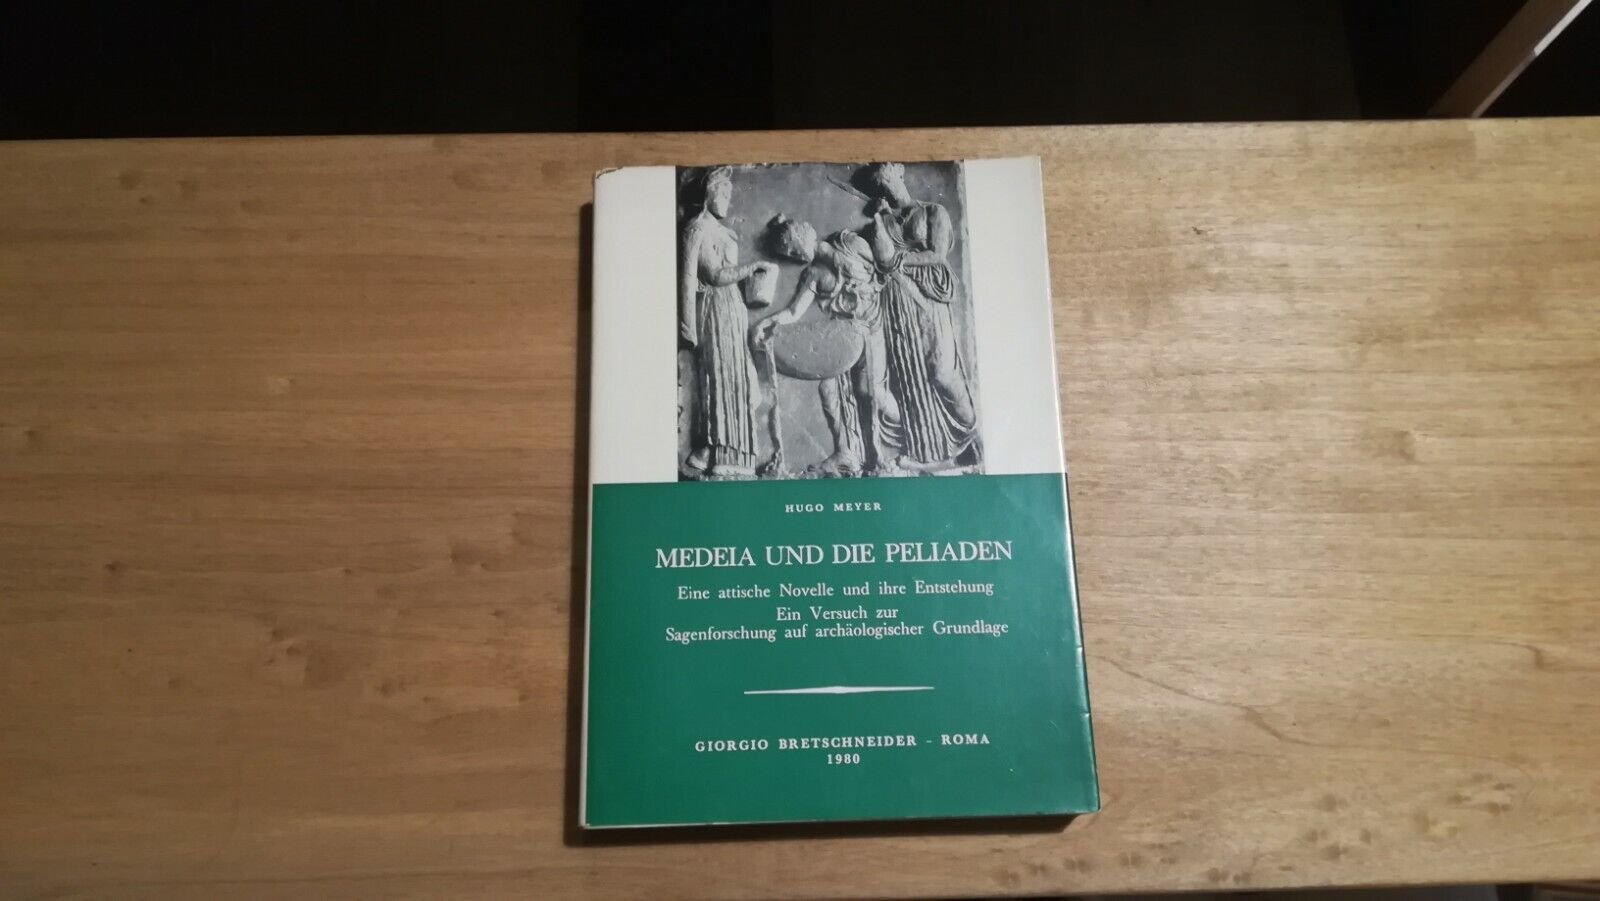 HUGO MEYER
MEDEIA UND DIE PELIADEN
Eine attische Novelle und ihre Entstehung
Ein Versuch zur
Sagenforschung auf archäologischer Grundlage
GIORGIO BRETSCHNEIDER - ROMA
1980